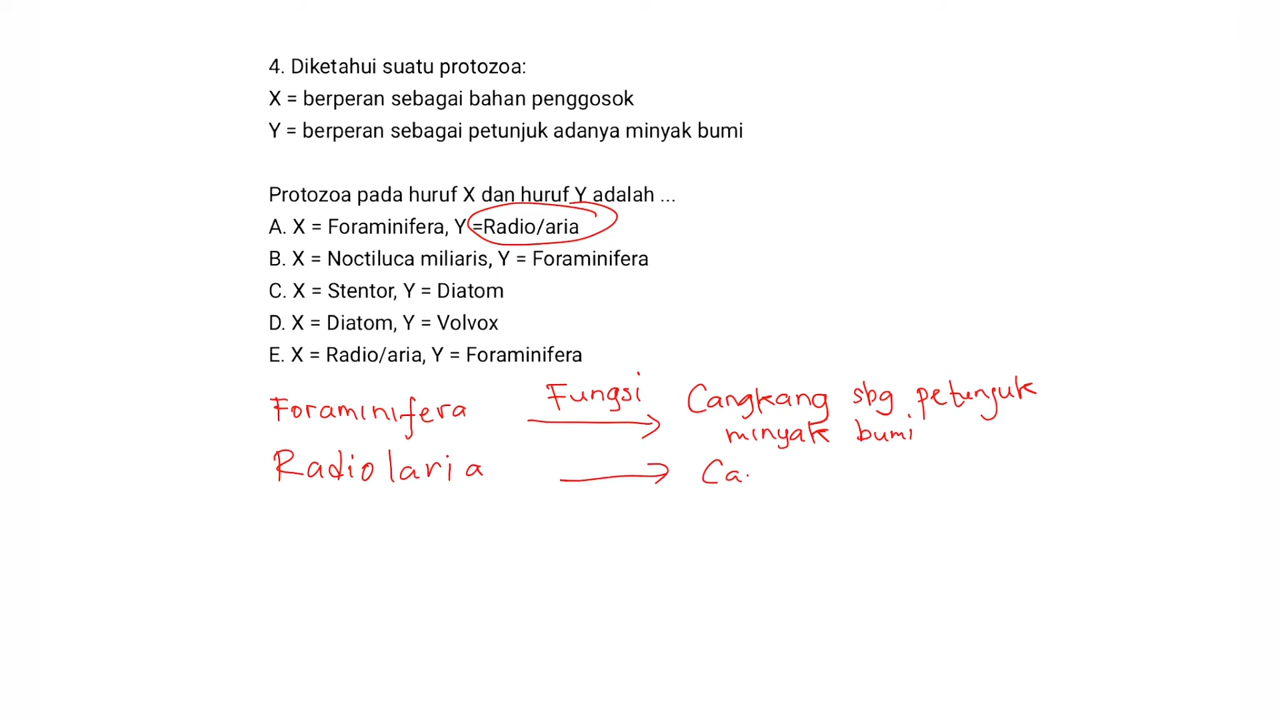 4. Diketahui suatu protozoa:
X = berperan sebagai bahan penggosok
Y = berperan sebagai petunjuk adanya minyak bumi
Protozoa pada huruf X dan huruf Y adalah ...
A. X = Foraminifera, Y =Radio/aria
B. X = Noctiluca miliaris, Y = Foraminifera
C. X = Stentor, Y = Diatom
D. X = Diatom, Y = Volvox
E. X = Radio/aria, Y = Foraminifera
Foraminifera Fungsi Cangkang sbg petunjuk
minyak bumi
Radiolaria Ca.